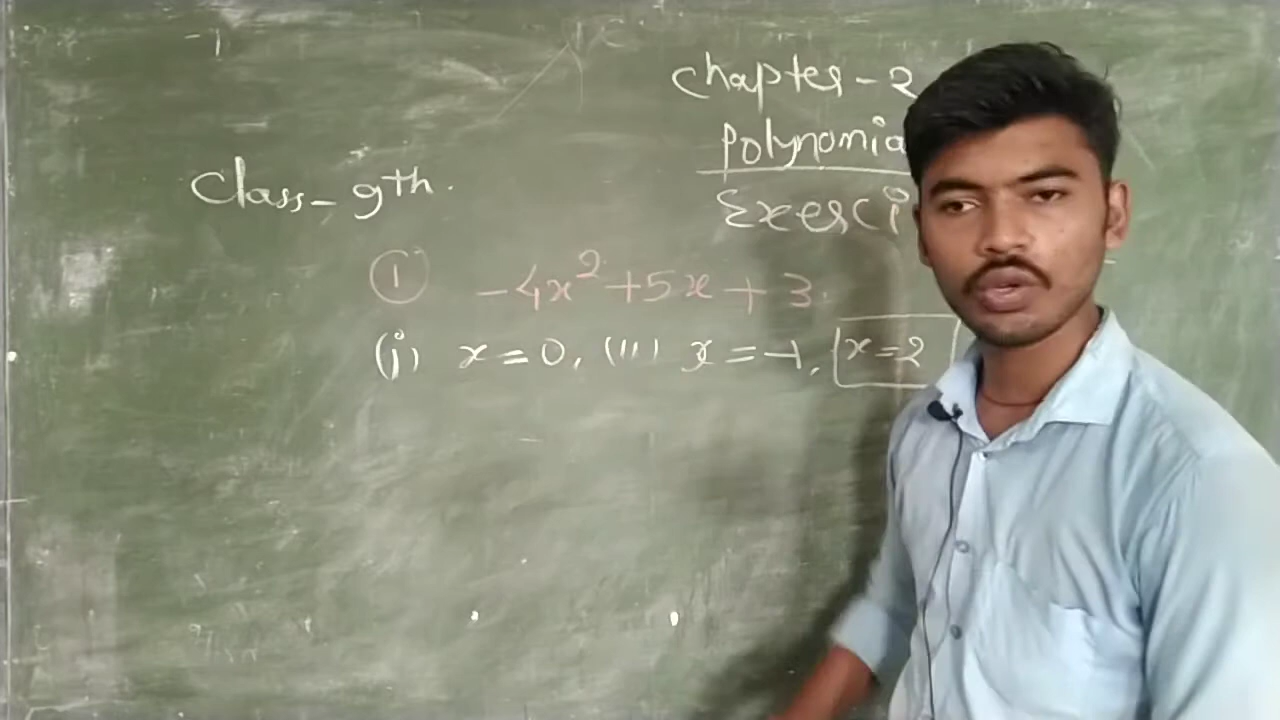 Chapter - 2
Polynomia
Class - 9th.
Exerci
① -4x² + 5x + 3.
(i) x = 0, (ii) x = -1, x = 2